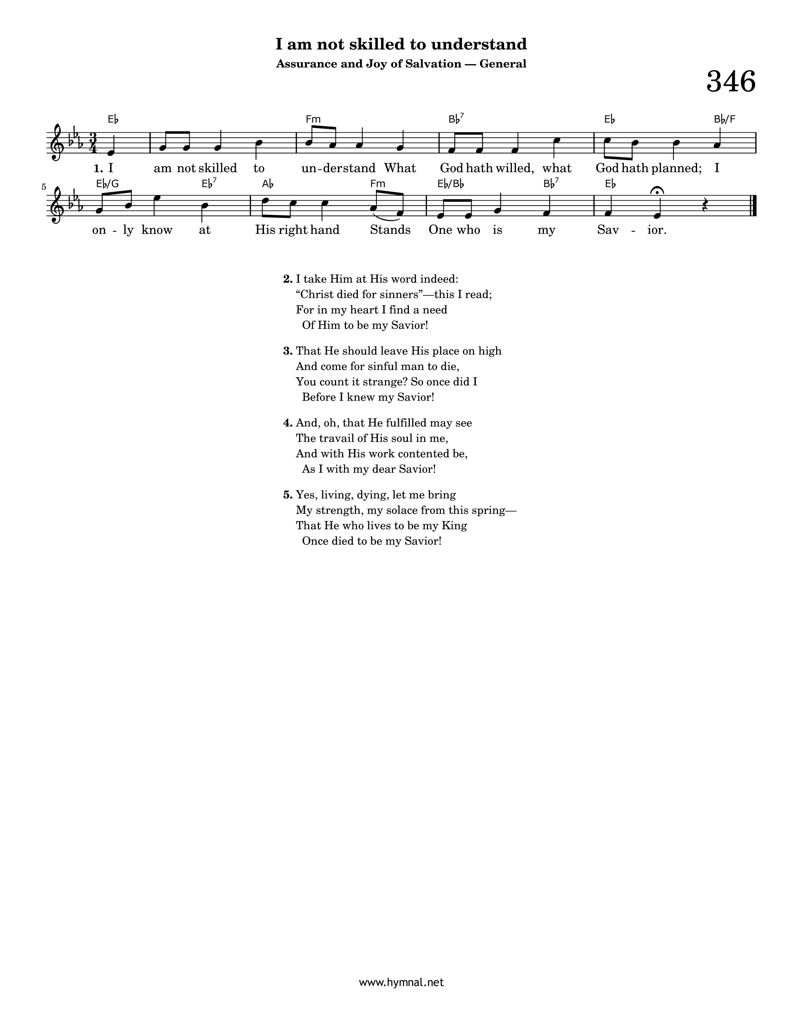 I am not skilled to understand
Assurance and Joy of Salvation — General
346
E♭ Fm B♭7 E♭ B♭/F
3
4
1. I am not skilled to un-derstand What God hath willed, what God hath planned; I
5
E♭/G E♭7 A♭ Fm E♭/B♭ B♭7 E♭
on - ly know at His right hand Stands One who is my Sav - ior.
2. I take Him at His word indeed:
“Christ died for sinners”—this I read;
For in my heart I find a need
Of Him to be my Savior!
3. That He should leave His place on high
And come for sinful man to die,
You count it strange? So once did I
Before I knew my Savior!
4. And, oh, that He fulfilled may see
The travail of His soul in me,
And with His work contented be,
As I with my dear Savior!
5. Yes, living, dying, let me bring
My strength, my solace from this spring—
That He who lives to be my King
Once died to be my Savior!
www.hymnal.net